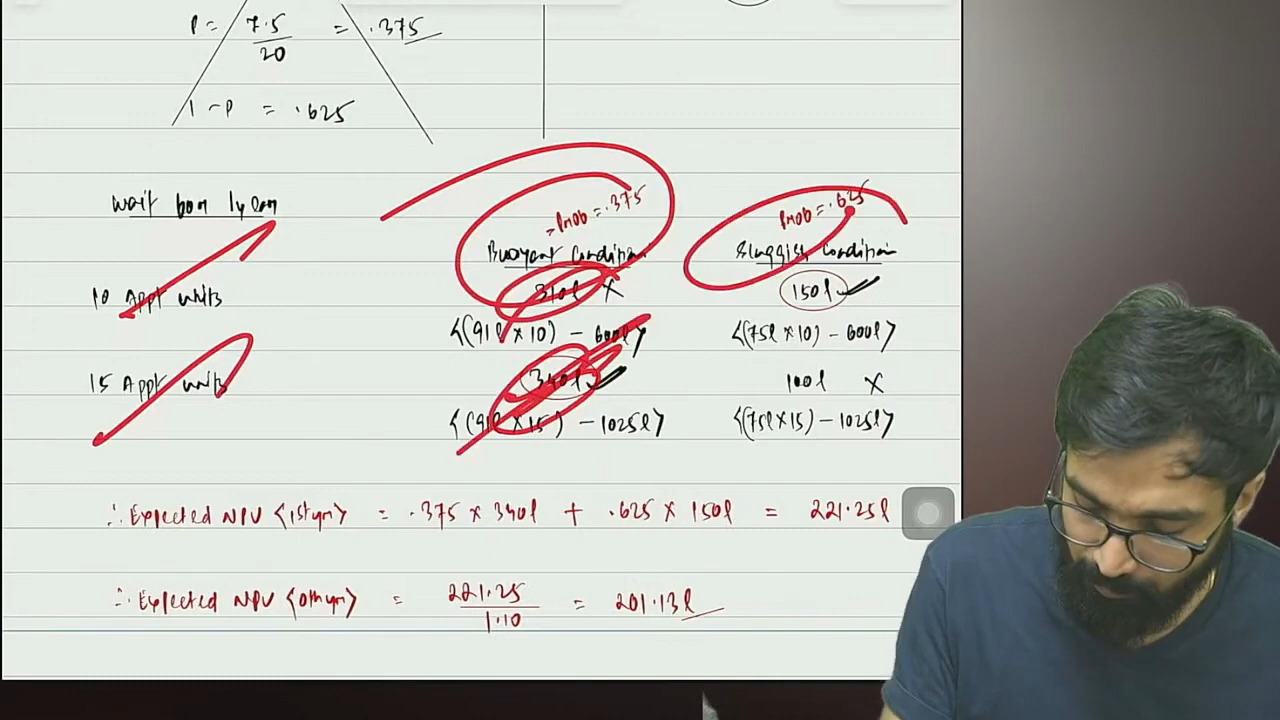 P = 7.5/20 = .375
1 - P = .625
wait for 1 year
= Prob = .375
Prob = .625
Buoyant Condition
Sluggish Condition
10 Appt units
310l X
150l ✓
<(91l × 10) - 600l>
<(75l × 10) - 600l>
15 Appt units
340l ✓
100l X
<(91l × 15) - 1025l>
<(75l × 15) - 1025l>
∴ Expected NPV <1st yr> = .375 × 340l + .625 × 150l = 221.25l
∴ Expected NPV <0th yr> = 221.25/1.10 = 201.13l